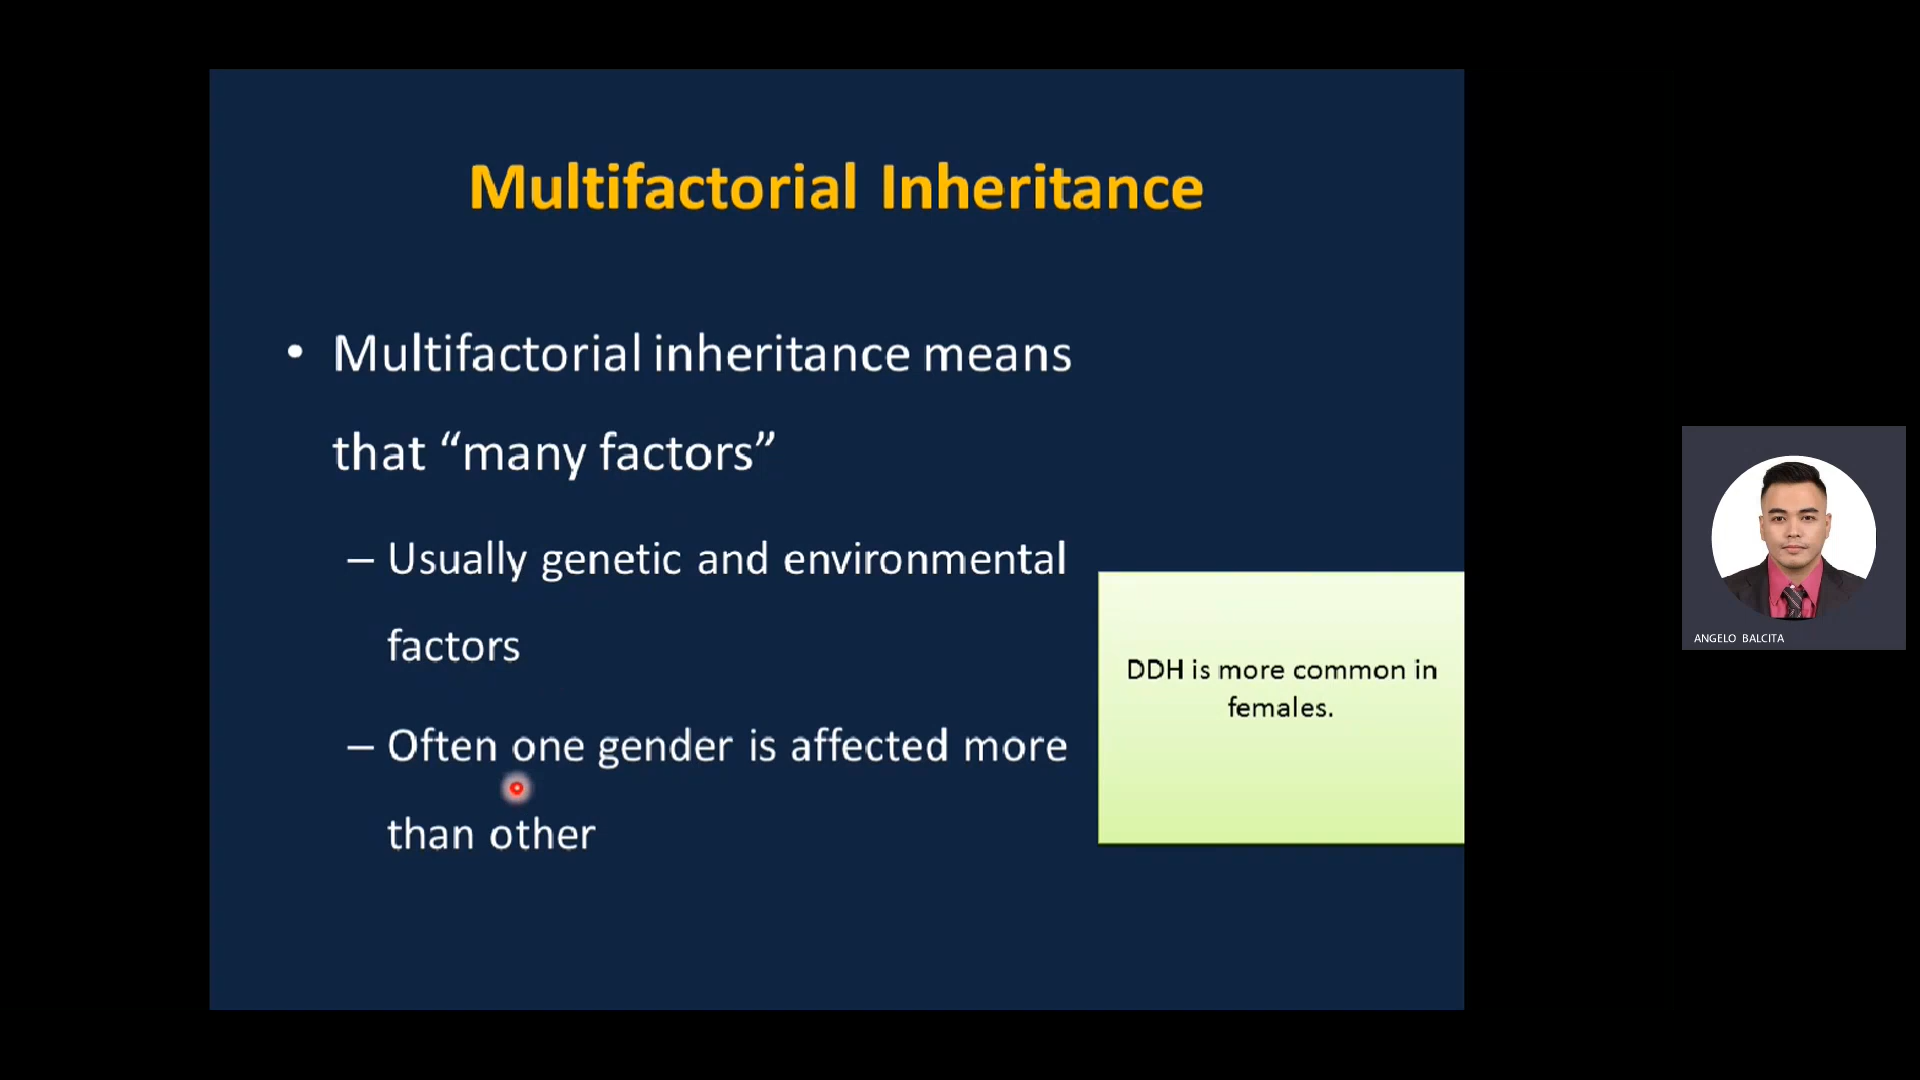 Multifactorial Inheritance
• Multifactorial inheritance means
that “many factors”
– Usually genetic and environmental
factors
– Often one gender is affected more
than other
DDH is more common in
females.
ANGELO BALCITA